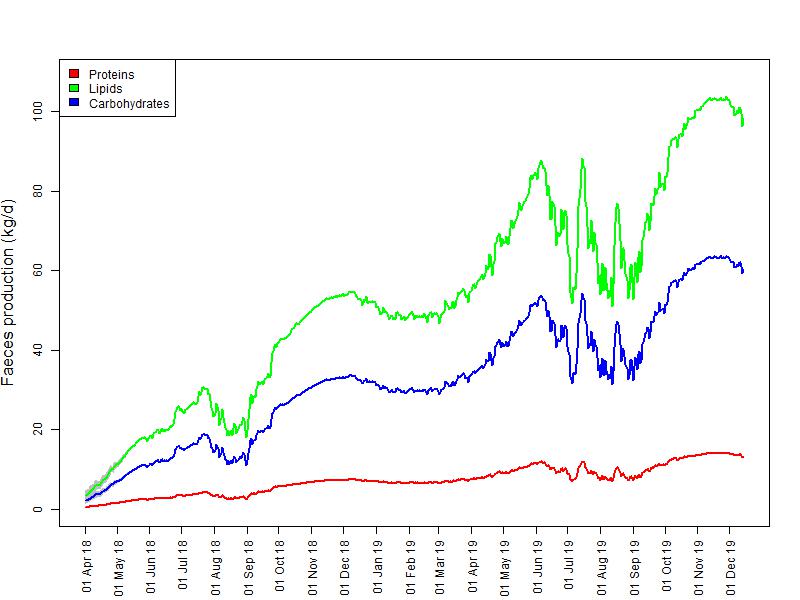 Proteins
Lipids
Carbohydrates
Faeces production (kg/d)
100
80
60
40
20
0
01 Apr 18
01 May 18
01 Jun 18
01 Jul 18
01 Aug 18
01 Sep 18
01 Oct 18
01 Nov 18
01 Dec 18
01 Jan 19
01 Feb 19
01 Mar 19
01 Apr 19
01 May 19
01 Jun 19
01 Jul 19
01 Aug 19
01 Sep 19
01 Oct 19
01 Nov 19
01 Dec 19